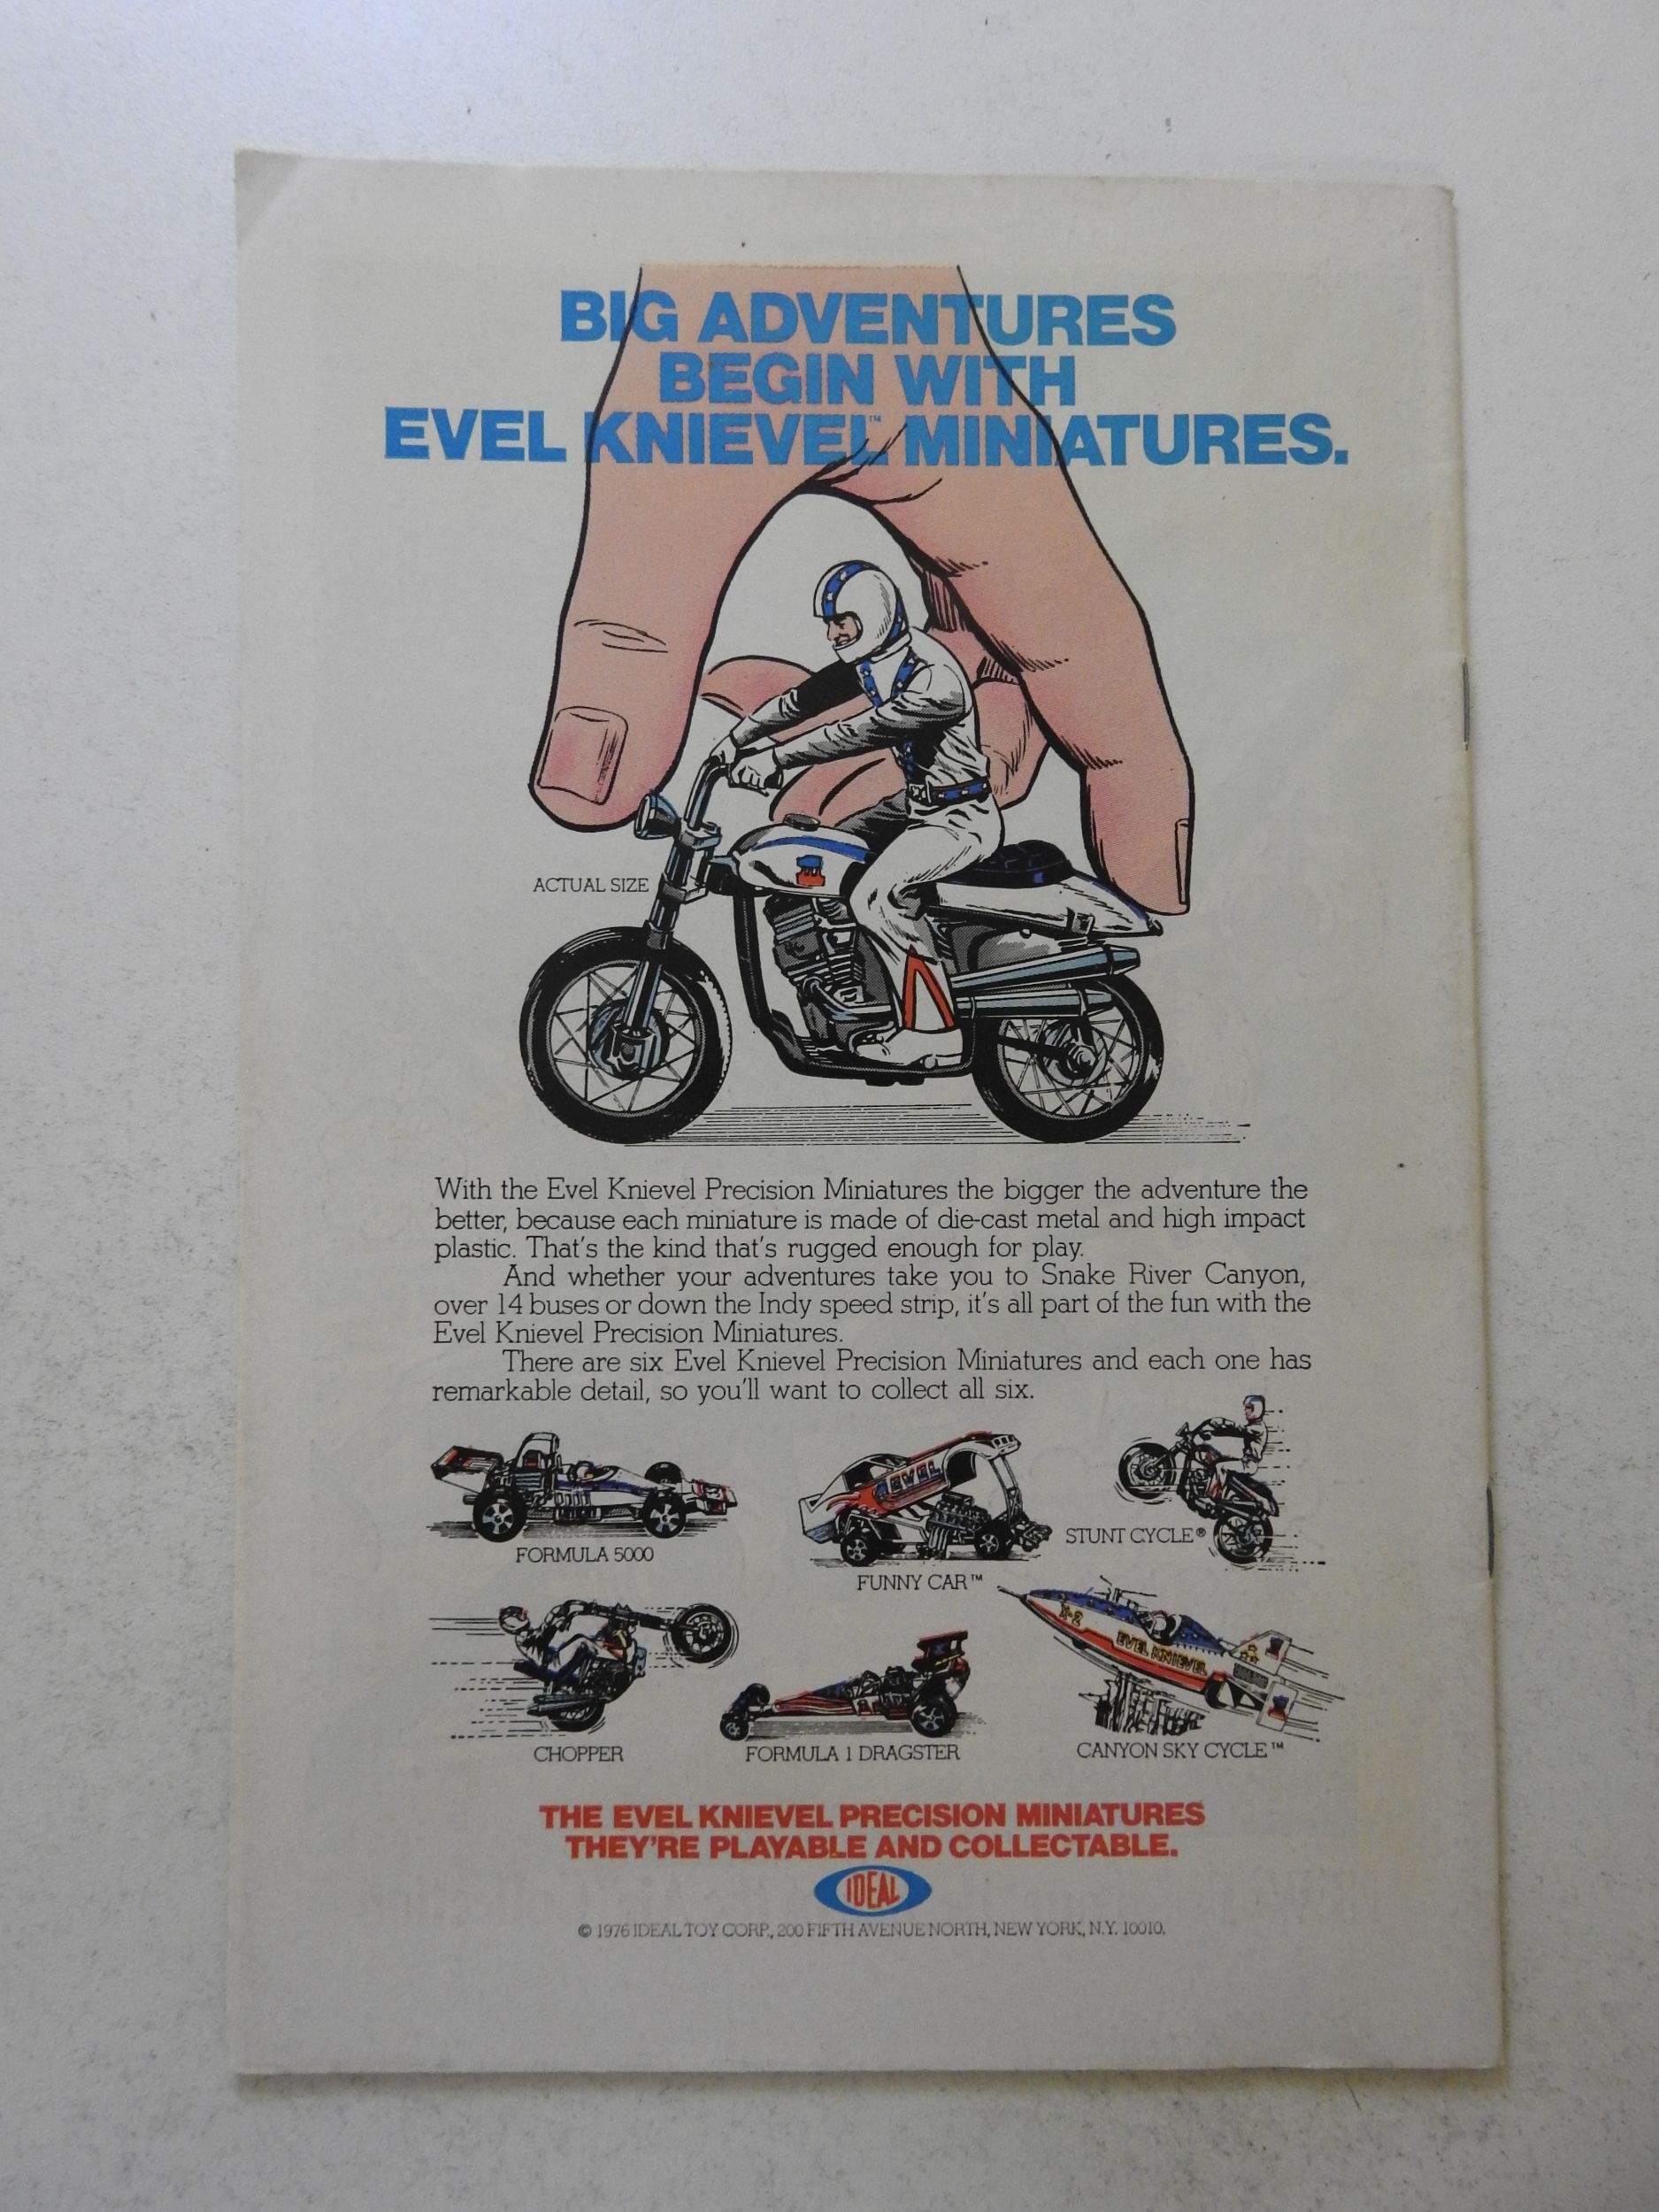 BIG ADVENTURES
BEGIN WITH
EVEL KNIEVEL™ MINIATURES.
ACTUAL SIZE
With the Evel Knievel Precision Miniatures the bigger the adventure the
better, because each miniature is made of die-cast metal and high impact
plastic. That's the kind that's rugged enough for play.
And whether your adventures take you to Snake River Canyon,
over 14 buses or down the Indy speed strip, it's all part of the fun with the
Evel Knievel Precision Miniatures.
There are six Evel Knievel Precision Miniatures and each one has
remarkable detail, so you'll want to collect all six.
EVEL
FORMULA 5000
FUNNY CAR™
STUNT CYCLE®
X-2
EVEL KNIEVEL
CHOPPER
FORMULA 1 DRAGSTER
CANYON SKY CYCLE™
THE EVEL KNIEVEL PRECISION MINIATURES
THEY'RE PLAYABLE AND COLLECTABLE.
IDEAL
© 1976 IDEAL TOY CORP., 200 FIFTH AVENUE NORTH, NEW YORK, N.Y. 10010.